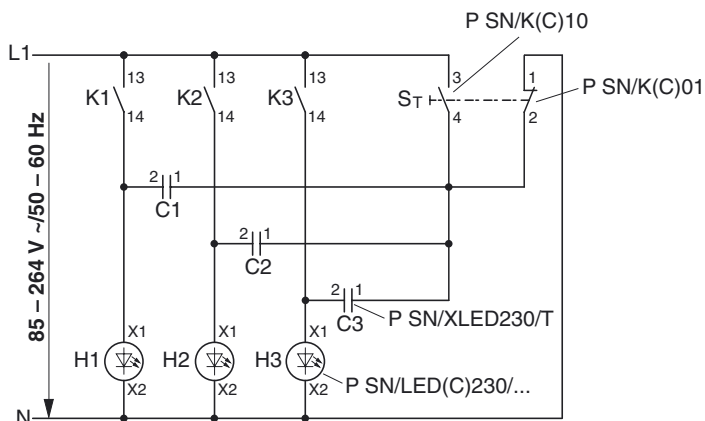 P SN/K(C)10
L1
13 13 13 3 1
K1 K2 K3 ST P SN/K(C)01
14 14 14 4 2
85 – 264 V ~/50 – 60 Hz
2 1
C1
2 1
C2
2 1
C3 P SN/XLED230/T
X1 X1 X1
H1 H2 H3
X2 X2 X2 P SN/LED(C)230/...
N